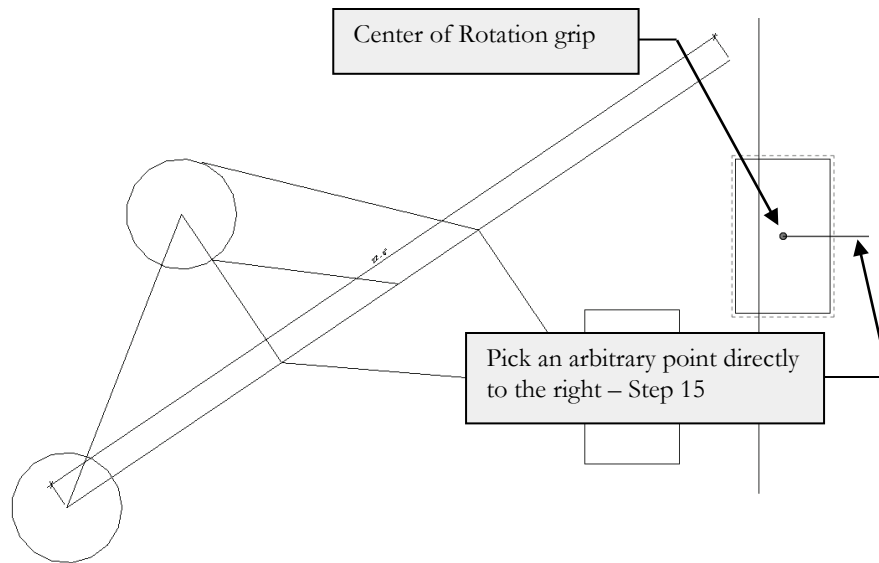 Center of Rotation grip
Pick an arbitrary point directly
to the right – Step 15